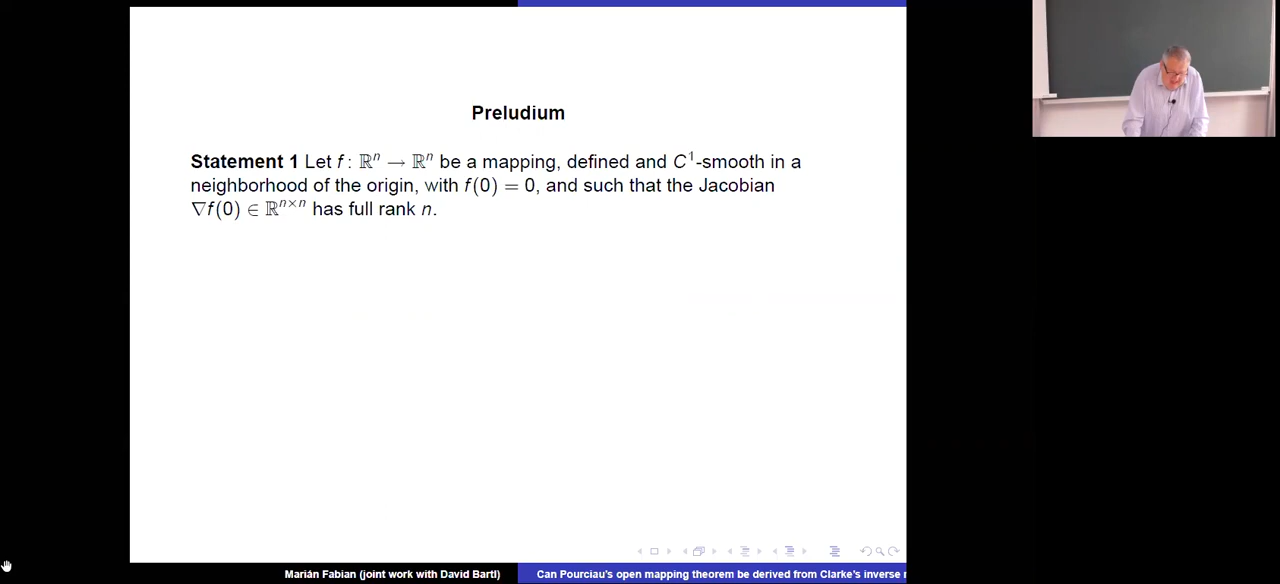 Preludium
Statement 1 Let f : ℝⁿ → ℝⁿ be a mapping, defined and C¹-smooth in a
neighborhood of the origin, with f(0) = 0, and such that the Jacobian
∇f(0) ∈ ℝⁿˣⁿ has full rank n.
Marián Fabian (joint work with David Bartl)
Can Pourciau's open mapping theorem be derived from Clarke's inverse